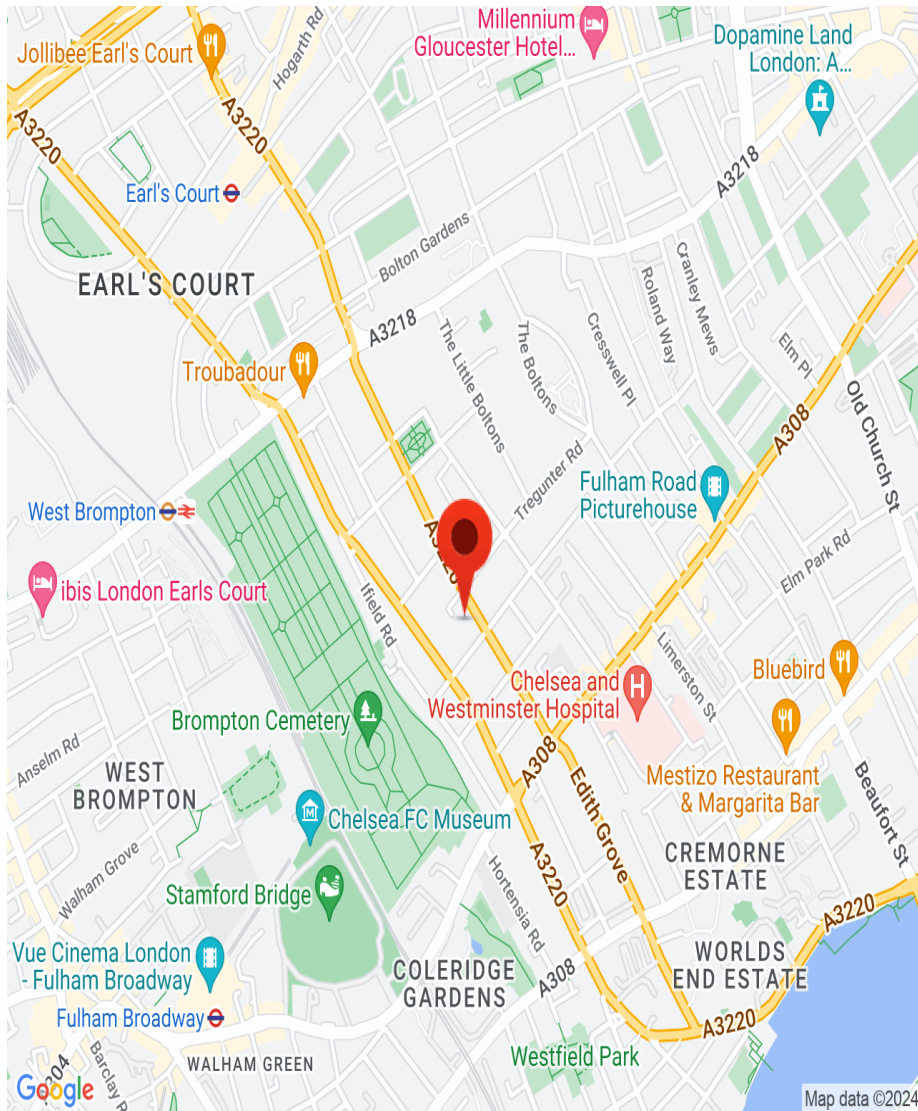 Millennium
Gloucester Hotel...
Jollibee Earl's Court
Hogarth Rd
Dopamine Land
London: A...
A3220
A3220
A3218
Earl's Court
Bolton Gardens
Cranley Mews
EARL'S COURT
Roland Way
A3218
The Little Boltons
The Boltons
Cresswell Pl
Elm Pl
Troubadour
Old Church St
A308
Tregunter Rd
Fulham Road
Picturehouse
West Brompton
A3220
Elm Park Rd
ibis London Earls Court
Ifield Rd
Limerston St
Bluebird
Chelsea and
Westminster Hospital
Brompton Cemetery
Anselm Rd
WEST
BROMPTON
A308
Mestizo Restaurant
& Margarita Bar
Edith Grove
Beaufort St
Chelsea FC Museum
CREMORNE
ESTATE
Walham Grove
A3220
Stamford Bridge
Hortensia Rd
A3220
Vue Cinema London
- Fulham Broadway
COLERIDGE
GARDENS
A308
WORLDS
END ESTATE
Fulham Broadway
A3220
Barclay R
WALHAM GREEN
Westfield Park
Google
Map data ©2024